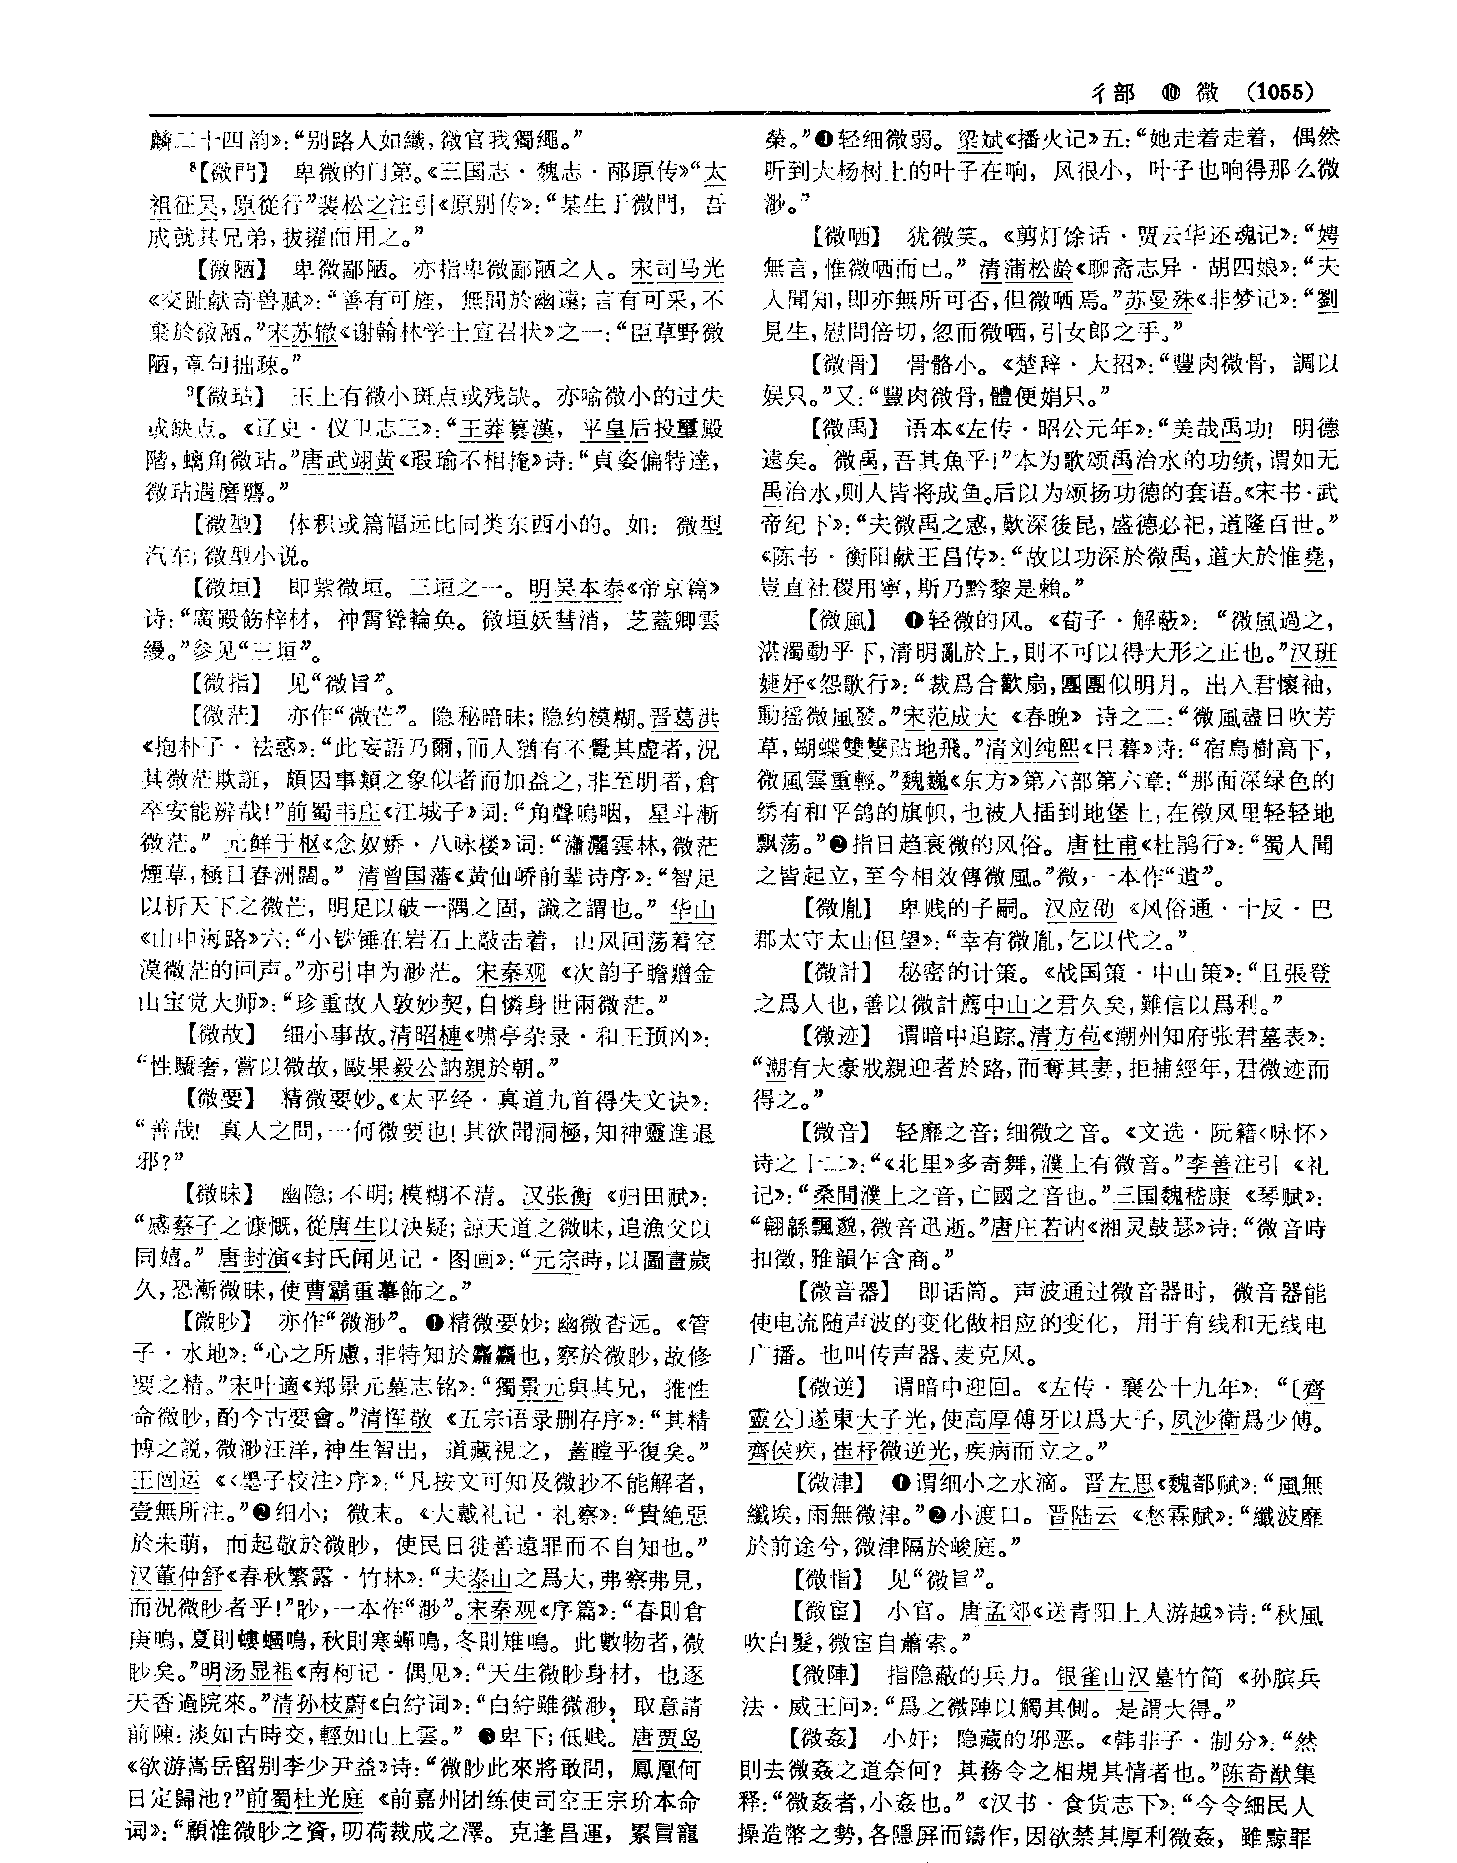 彳部 ⑩ 微 (1055)
麟二十四韵》：“别路人如織，微官我獨繩。”
⁸【微門】 卑微的门第。《三国志·魏志·邴原传》“太
祖征吴，原從行”裴松之注引《原别传》：“某生于微門，吾
成就其兄弟，拔擢而用之。”
【微陋】 卑微鄙陋。亦指卑微鄙陋之人。宋司马光
《交趾献奇兽赋》：“善有可旌，無間於幽遠；言有可采，不
棄於微陋。”宋苏辙《谢翰林学士宣召状》之一：“臣草野微
陋，章句拙疎。”
⁹【微玷】 玉上有微小斑点或残缺。亦喻微小的过失
或缺点。《辽史·仪卫志三》：“王莽篡漢，平皇后投璽殿
階，螭角微玷。”唐武翊黄《瑕瑜不相掩》诗：“貞姿偏特達，
微玷遇磨礱。”
【微型】 体积或篇幅远比同类东西小的。如：微型
汽车；微型小说。
【微垣】 即紫微垣。三垣之一。明吴本泰《帝京篇》
诗：“廣殿飭梓材，神霄聳輪奂。微垣妖彗消，芝蓋卿雲
縵。”参见“三垣”。
【微指】 见“微旨”。
【微茫】 亦作“微芒”。隐秘暗昧；隐约模糊。晋葛洪
《抱朴子·祛惑》：“此妄語乃爾，而人猶有不覺其虚者，况
其微茫欺誑，頗因事類之象似者而加益之，非至明者，倉
卒安能辨哉！”前蜀韦庄《江城子》词：“角聲嗚咽，星斗漸
微茫。”元鲜于枢《念奴娇·八咏楼》词：“瀟灑雲林，微茫
煙草，極目春洲闊。”清曾国藩《黄仙峤前辈诗序》：“智足
以析天下之微芒，明足以破一隅之固，識之謂也。”华山
《山中海路》六：“小铁锤在岩石上敲击着，山风回荡着空
漠微茫的回声。”亦引申为渺茫。宋秦观《次韵子瞻赠金
山宝觉大师》：“珍重故人敦妙契，自憐身世兩微茫。”
【微故】 细小事故。清昭槤《啸亭杂录·和王预凶》：
“性驕奢，嘗以微故，毆果毅公訥親於朝。”
【微要】 精微要妙。《太平经·真道九首得失文诀》：
“善哉！真人之問，一何微要也！其欲聞洞極，知神靈進退
邪？”
【微昧】 幽隐；不明；模糊不清。汉张衡《归田赋》：
“感蔡子之慷慨，從唐生以決疑；諒天道之微昧，追漁父以
同嬉。”唐封演《封氏闻见记·图画》：“元宗時，以圖畫歲
久，恐漸微昧，使曹霸重摹飾之。”
【微眇】 亦作“微渺”。❶精微要妙；幽微杳远。《管
子·水地》：“心之所慮，非特知於麤麤也，察於微眇，故修
要之精。”宋叶適《郑景元墓志铭》：“獨景元與其兄，推性
命微眇，酌今古要會。”清恽敬《五宗语录删存序》：“其精
博之説，微渺汪洋，神生智出，道藏視之，蓋瞠乎後矣。”
王闿运《〈墨子校注〉序》：“凡按文可知及微眇不能解者，
壹無所注。”❷细小；微末。《大戴礼记·礼察》：“貴絶惡
於未萌，而起敬於微眇，使民日徙善遠罪而不自知也。”
汉董仲舒《春秋繁露·竹林》：“夫泰山之爲大，弗察弗見，
而況微眇者乎！”眇，一本作“渺”。宋秦观《序篇》：“春則倉
庚鳴，夏則螻蟈鳴，秋則寒蟬鳴，冬則雉鳴。此數物者，微
眇矣。”明汤显祖《南柯记·偶见》：“天生微眇身材，也逐
天香過院來。”清孙枝蔚《白紵词》：“白紵雖微渺，取意請
前陳：淡如古時交，輕如山上雲。”❸卑下；低贱。唐贾岛
《欲游嵩岳留别李少尹益》诗：“微眇此來將敢問，鳳凰何
日定歸池？”前蜀杜光庭《前嘉州团练使司空王宗玠本命
词》：“顧惟微眇之資，叨荷裁成之澤。克逢昌運，累冒寵
榮。”❹轻细微弱。梁斌《播火记》五：“她走着走着，偶然
听到大杨树上的叶子在响，风很小，叶子也响得那么微
渺。”
【微哂】 犹微笑。《剪灯馀话·贾云华还魂记》：“娉
無言，惟微哂而已。”清蒲松龄《聊斋志异·胡四娘》：“夫
人聞知，即亦無所可否，但微哂焉。”苏曼殊《非梦记》：“劉
見生，慰問倍切，忽而微哂，引女郎之手。”
【微骨】 骨骼小。《楚辞·大招》：“豐肉微骨，調以
娱只。”又：“豐肉微骨，體便娟只。”
【微禹】 语本《左传·昭公元年》：“美哉禹功！明德
遠矣。微禹，吾其魚乎！”本为歌颂禹治水的功绩，谓如无
禹治水，则人皆将成鱼。后以为颂扬功德的套语。《宋书·武
帝纪下》：“夫微禹之感，歎深後昆，盛德必祀，道隆百世。”
《陈书·衡阳献王昌传》：“故以功深於微禹，道大於惟堯，
豈直社稷用寧，斯乃黔黎是賴。”
【微風】 ❶轻微的风。《荀子·解蔽》：“微風過之，
湛濁動乎下，清明亂於上，則不可以得大形之正也。”汉班
婕妤《怨歌行》：“裁爲合歡扇，團團似明月。出入君懷袖，
動摇微風發。”宋范成大《春晚》诗之二：“微風盡日吹芳
草，蝴蝶雙雙貼地飛。”清刘纯熙《日暮》诗：“宿鳥樹高下，
微風雲重輕。”魏巍《东方》第六部第六章：“那面深绿色的
绣有和平鸽的旗帜，也被人插到地堡上，在微风里轻轻地
飘荡。”❷指日趋衰微的风俗。唐杜甫《杜鹃行》：“蜀人聞
之皆起立，至今相效傳微風。”微，一本作“遺”。
【微胤】 卑贱的子嗣。汉应劭《风俗通·十反·巴
郡太守太山但望》：“幸有微胤，乞以代之。”
【微計】 秘密的计策。《战国策·中山策》：“且張登
之爲人也，善以微計薦中山之君久矣，難信以爲利。”
【微迹】 谓暗中追踪。清方苞《潮州知府张君墓表》：
“潮有大豪戕親迎者於路，而奪其妻，拒捕經年，君微迹而
得之。”
【微音】 轻靡之音；细微之音。《文选·阮籍〈咏怀〉
诗之十二》：“《北里》多奇舞，濮上有微音。”李善注引《礼
记》：“桑間濮上之音，亡國之音也。”三国魏嵇康《琴赋》：
“翩緜飄邈，微音迅逝。”唐庄若讷《湘灵鼓瑟》诗：“微音時
扣徵，雅韻乍含商。”
【微音器】 即话筒。声波通过微音器时，微音器能
使电流随声波的变化做相应的变化，用于有线和无线电
广播。也叫传声器、麦克风。
【微逆】 谓暗中迎回。《左传·襄公十九年》：“〔齊
靈公〕遂東大子光，使高厚傅牙以爲大子，夙沙衛爲少傅。
齊侯疾，崔杼微逆光，疾病而立之。”
【微津】 ❶谓细小之水滴。晋左思《魏都赋》：“風無
纖埃，雨無微津。”❷小渡口。晋陆云《愁霖赋》：“纖波靡
於前途兮，微津隔於峻庭。”
【微恉】 见“微旨”。
【微宦】 小官。唐孟郊《送青阳上人游越》诗：“秋風
吹白髮，微宦自蕭索。”
【微陣】 指隐蔽的兵力。银雀山汉墓竹简《孙膑兵
法·威王问》：“爲之微陣以觸其側。是謂大得。”
【微姦】 小奸；隐藏的邪恶。《韩非子·制分》：“然
則去微姦之道奈何？其務令之相規其情者也。”陈奇猷集
释：“微姦者，小姦也。”《汉书·食货志下》：“今令細民人
操造幣之勢，各隱屏而鑄作，因欲禁其厚利微姦，雖黥罪